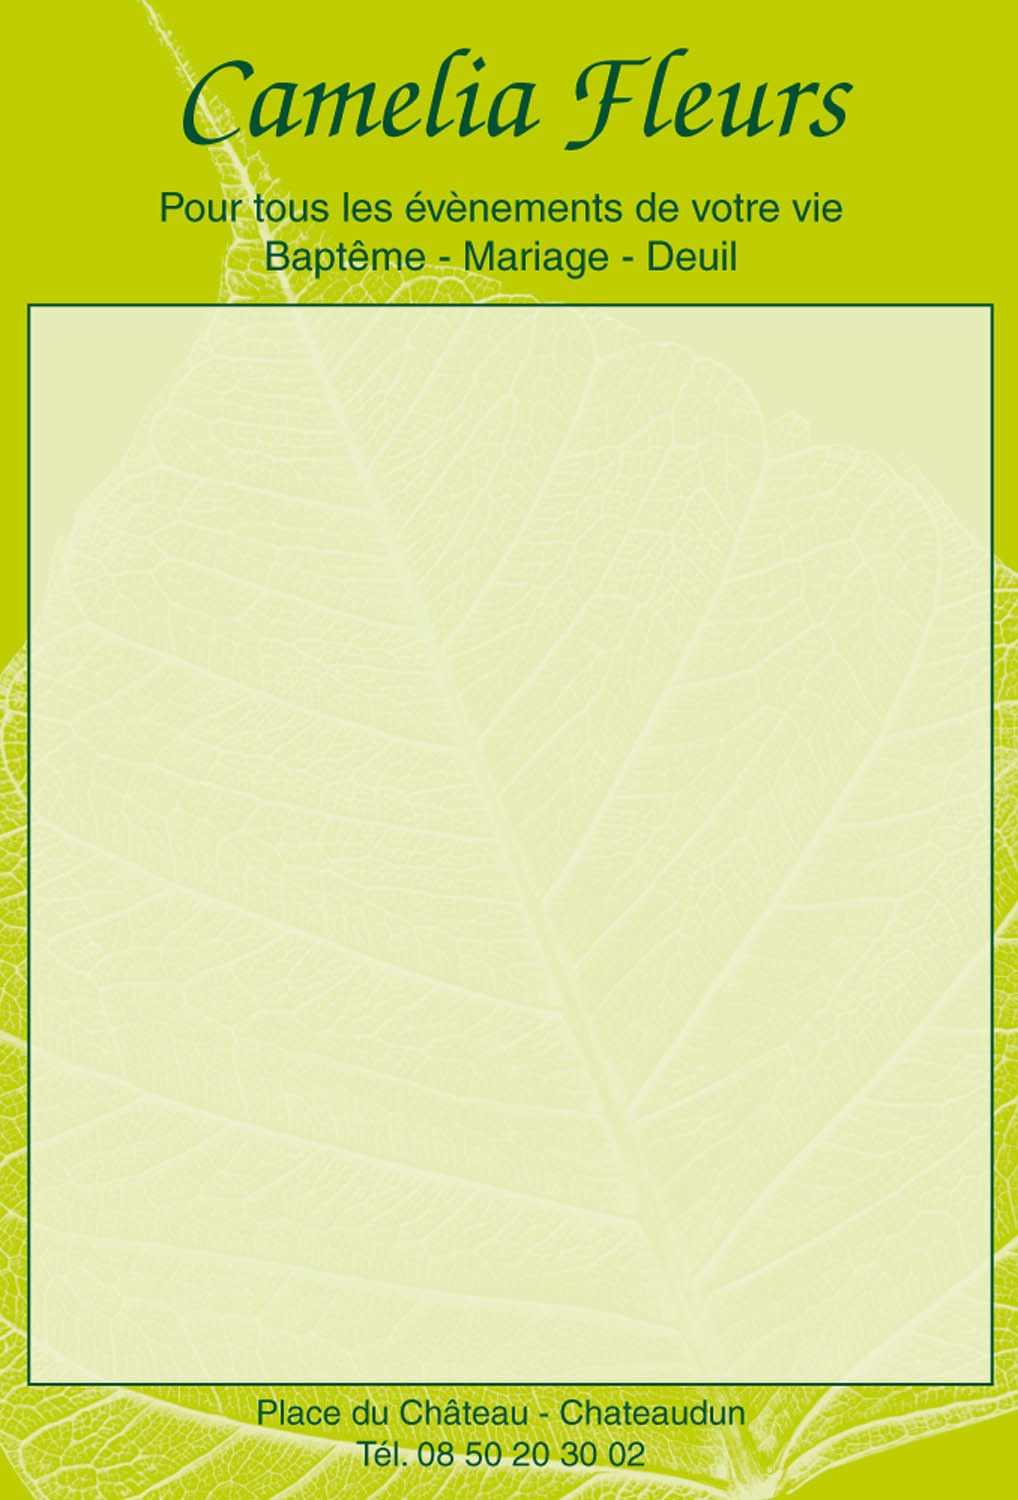 Camelia Fleurs
Pour tous les évènements de votre vie
Baptême - Mariage - Deuil
Place du Château - Chateaudun
Tél. 08 50 20 30 02